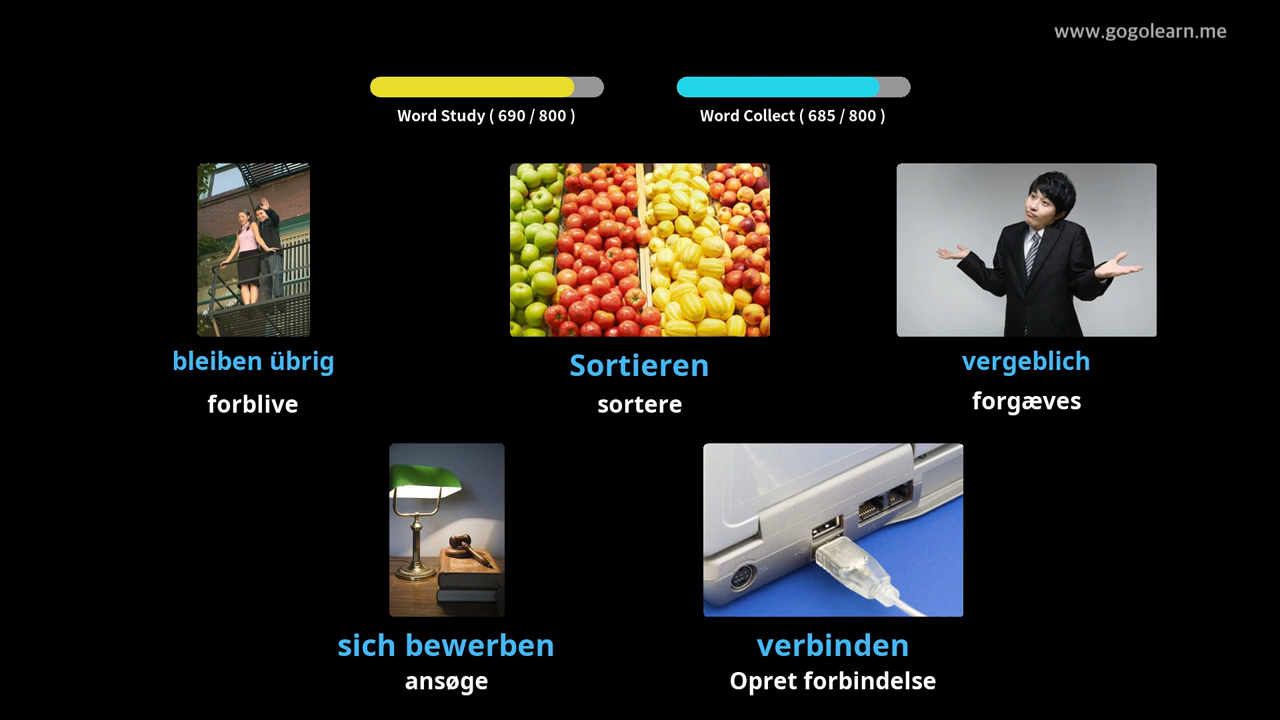 www.gogolearn.me
Word Study ( 690 / 800 )
Word Collect ( 685 / 800 )
bleiben übrig
forblive
Sortieren
sortere
vergeblich
forgæves
sich bewerben
ansøge
verbinden
Opret forbindelse